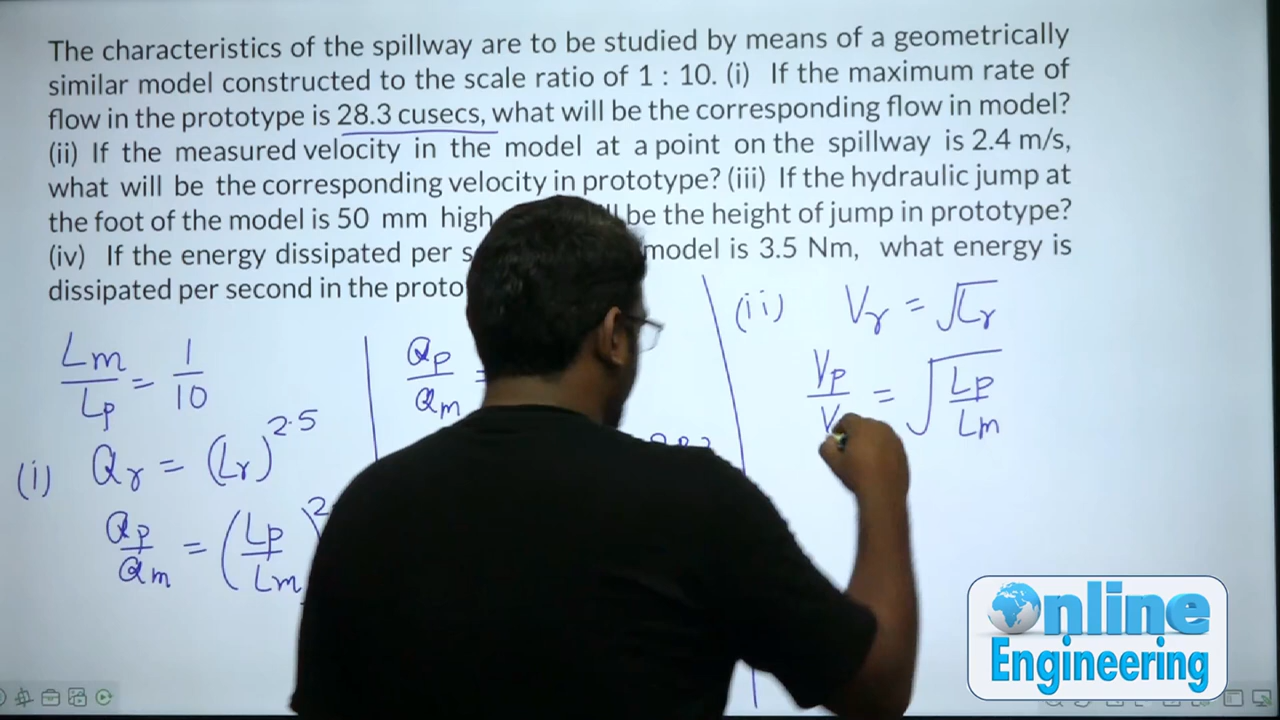 The characteristics of the spillway are to be studied by means of a geometrically
similar model constructed to the scale ratio of 1 : 10. (i) If the maximum rate of
flow in the prototype is 28.3 cusecs, what will be the corresponding flow in model?
(ii) If the measured velocity in the model at a point on the spillway is 2.4 m/s,
what will be the corresponding velocity in prototype? (iii) If the hydraulic jump at
the foot of the model is 50 mm high be the height of jump in prototype?
(iv) If the energy dissipated per model is 3.5 Nm, what energy is
dissipated per second in the
Lm/Lp = 1/10
(i) Qr = (Lr)^2.5
Qp/Qm = (Lp/Lm)^2
Qp/Qm =
(ii) Vr = √Lr
Vp/V = √(Lp/Lm)
Online
Engineering